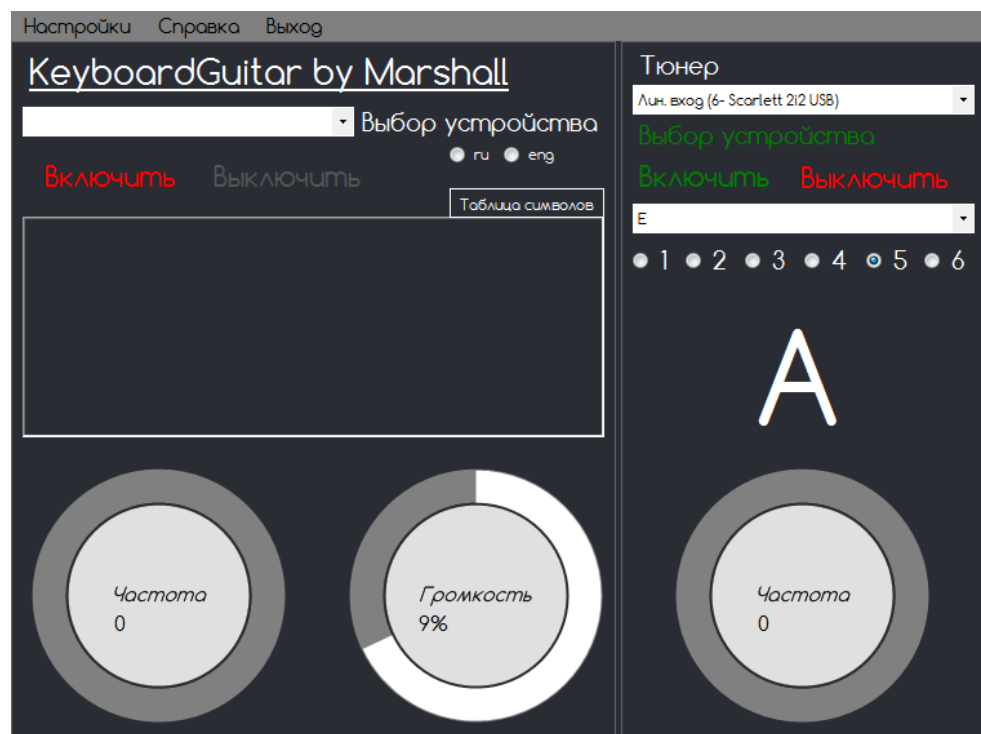 Настройки Справка Выход
KeyboardGuitar by Marshall
Выбор устройства
ru eng
Включить Выключить
Таблица символов
Частота
0
Громкость
9%
Тюнер
Лин. вход (6- Scarlett 2i2 USB)
Выбор устройства
Включить Выключить
E
1 2 3 4 5 6
A
Частота
0